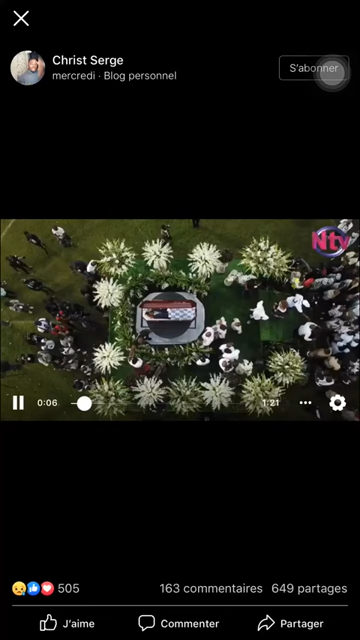 Christ Serge
mercredi · Blog personnel
S'abonner
Ntv
0:06
1:21
505
163 commentaires
649 partages
J'aime
Commenter
Partager